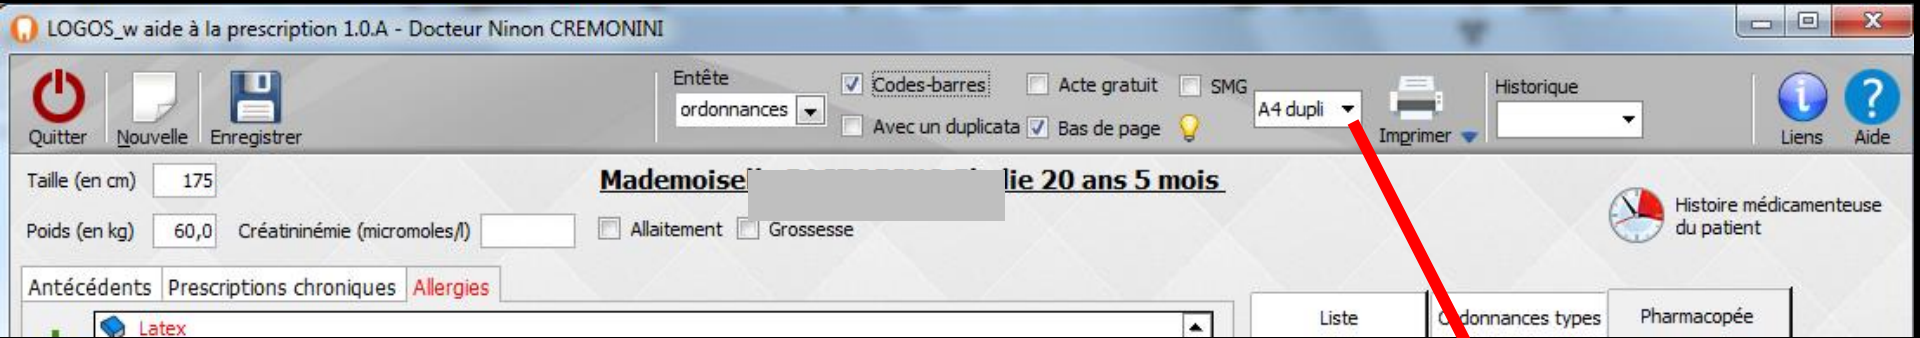 LOGOS_w aide à la prescription 1.0.A - Docteur Ninon CREMONINI
Quitter Nouvelle Enregistrer
Entête
ordonnances
Codes-barres Acte gratuit SMG
Avec un duplicata Bas de page
A4 dupli
Imprimer
Historique
Liens Aide
Taille (en cm) 175
Mademoisel lie 20 ans 5 mois
Poids (en kg) 60,0 Créatininémie (micromoles/l) Allaitement Grossesse
Histoire médicamenteuse
du patient
Antécédents Prescriptions chroniques Allergies
Latex
Liste Ordonnances types Pharmacopée